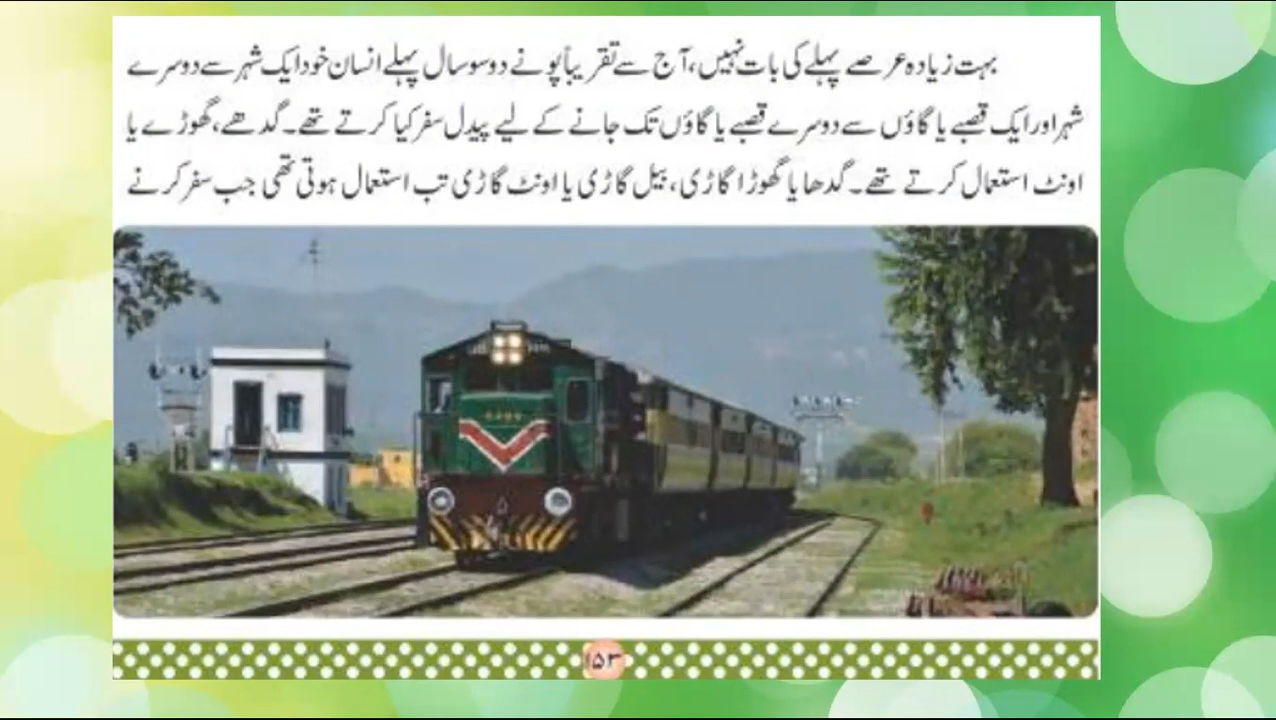 بہت زیادہ عرصے پہلے کی بات نہیں، آج سے تقریباً پونے دو سو سال پہلے انسان خود ایک شہر سے دوسرے
شہر اور ایک قصبے یا گاؤں سے دوسرے قصبے یا گاؤں تک جانے کے لیے پیدل سفر کیا کرتے تھے۔ گدھے، گھوڑے یا
اونٹ استعمال کرتے تھے۔ گدھا یا گھوڑا گاڑی، بیل گاڑی یا اونٹ گاڑی تب استعمال ہوتی تھی جب سفر کرنے
۱۵۳